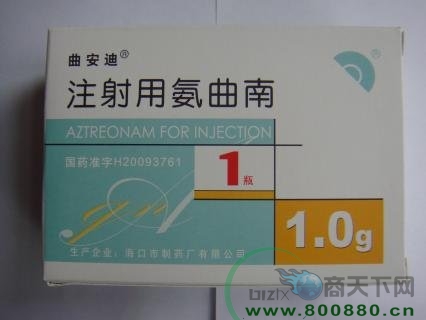 曲安迪®
®
注射用氨曲南
AZTREONAM FOR INJECTION
国药准字H20093761
1瓶
1.0g
生产企业：海口市制药厂有限公司
biztx 商天下网
www.800880.cn